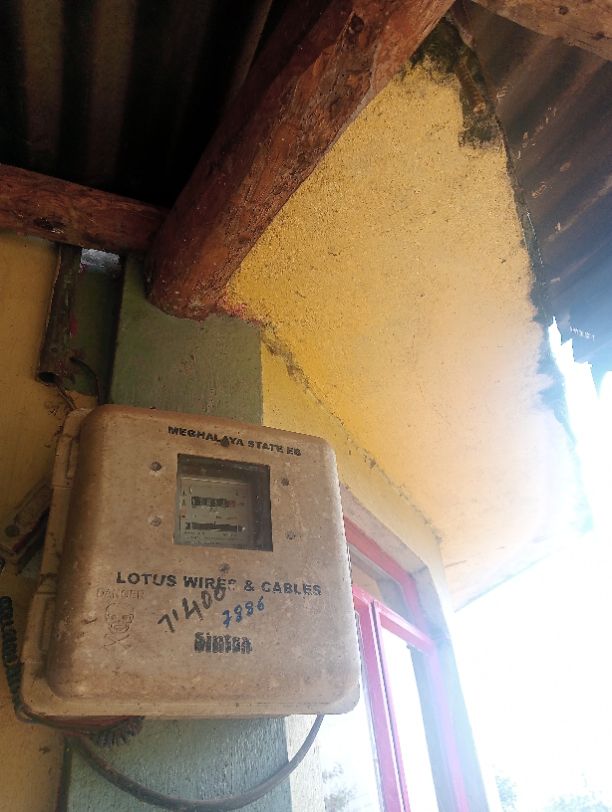 MEGHALAYA STATE EB
LOTUS WIRES & CABLES
DANGER
7'400
7886
Sintex